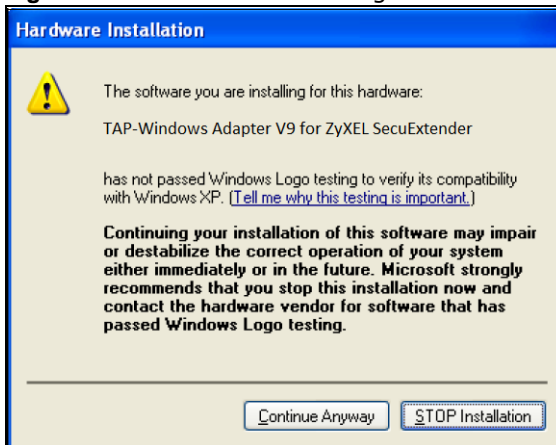 Hardware Installation
The software you are installing for this hardware:
TAP-Windows Adapter V9 for ZyXEL SecuExtender
has not passed Windows Logo testing to verify its compatibility
with Windows XP. (Tell me why this testing is important.)
Continuing your installation of this software may impair
or destabilize the correct operation of your system
either immediately or in the future. Microsoft strongly
recommends that you stop this installation now and
contact the hardware vendor for software that has
passed Windows Logo testing.
Continue Anyway
STOP Installation